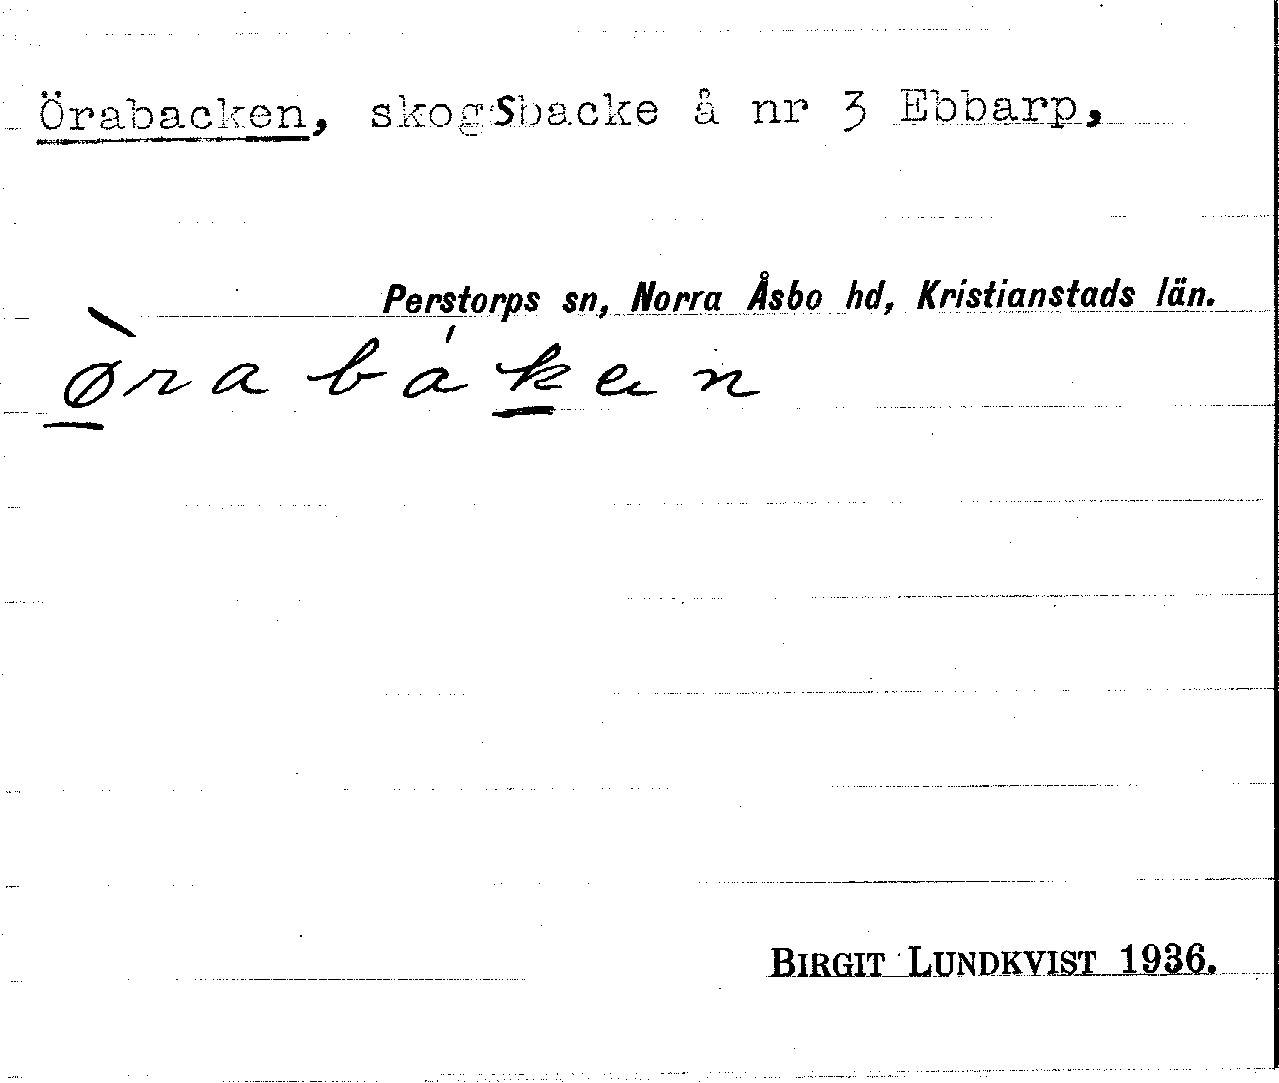 Örabacken, skogsbacke å nr 3 Ebbarp,
Perstorps sn, Norra Åsbo hd, Kristianstads län.
ø̀rabáken
BIRGIT LUNDKVIST 1936.